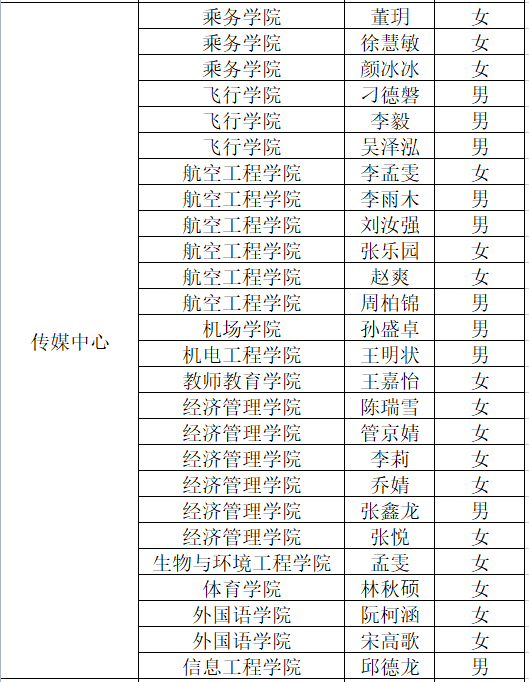 乘务学院 董玥 女
乘务学院 徐慧敏 女
乘务学院 颜冰冰 女
飞行学院 刁德磐 男
飞行学院 李毅 男
飞行学院 吴泽泓 男
航空工程学院 李孟雯 女
航空工程学院 李雨木 男
航空工程学院 刘汝强 男
航空工程学院 张乐园 女
航空工程学院 赵爽 女
航空工程学院 周柏锦 男
机场学院 孙盛卓 男
传媒中心 机电工程学院 王明状 男
教师教育学院 王嘉怡 女
经济管理学院 陈瑞雪 女
经济管理学院 管京婧 女
经济管理学院 李莉 女
经济管理学院 乔婧 女
经济管理学院 张鑫龙 男
经济管理学院 张悦 女
生物与环境工程学院 孟雯 女
体育学院 林秋硕 女
外国语学院 阮柯涵 女
外国语学院 宋高歌 女
信息工程学院 邱德龙 男